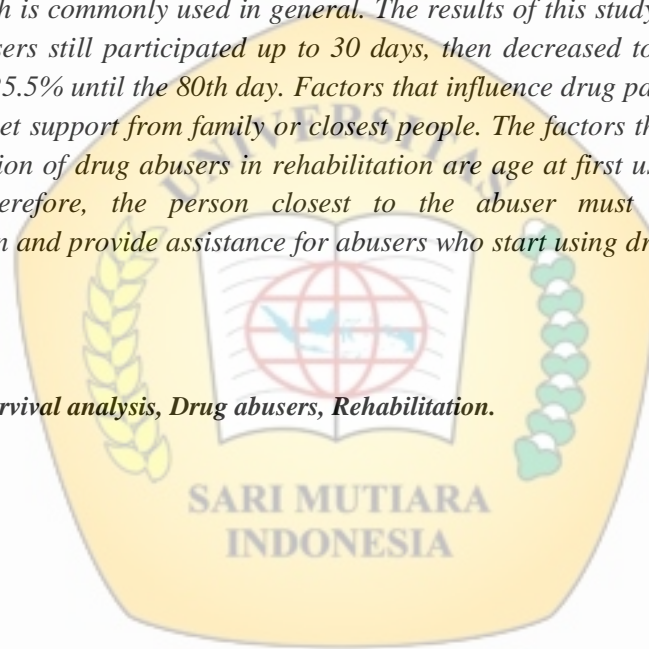 h is commonly used in general. The results of this study
sers still participated up to 30 days, then decreased to
5.5% until the 80th day. Factors that influence drug pa
et support from family or closest people. The factors th
UNIVERSITAS
ion of drug abusers in rehabilitation are age at first u
erefore, the person closest to the abuser must
n and provide assistance for abusers who start using dr
rvival analysis, Drug abusers, Rehabilitation.
SARI MUTIARA
INDONESIA